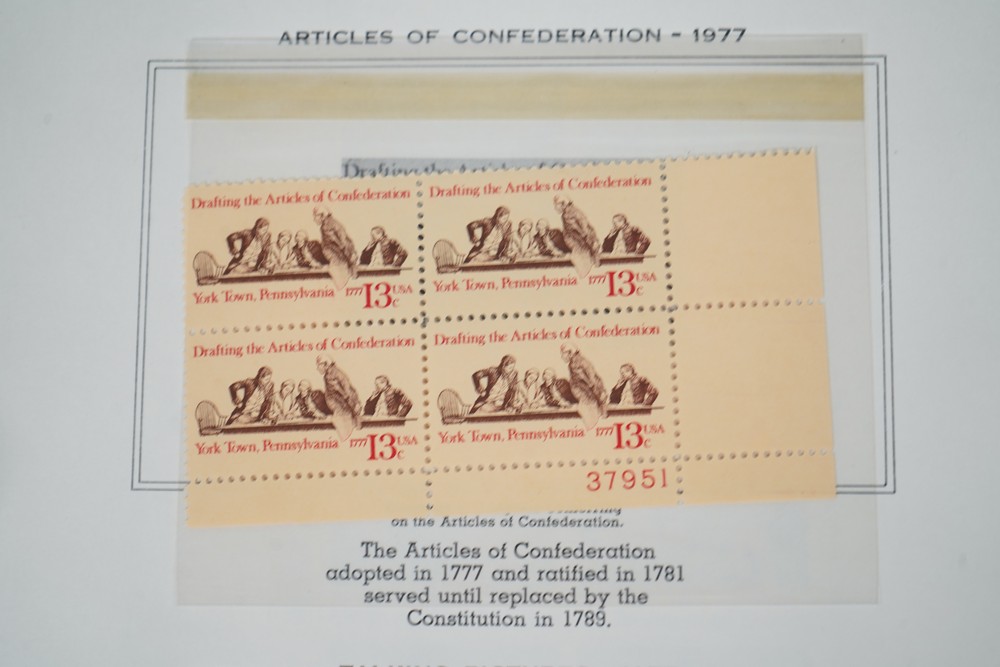 ARTICLES OF CONFEDERATION - 1977
Drafting the Articles of Confederation
York Town, Pennsylvania 1777 13c USA
Drafting the Articles of Confederation
York Town, Pennsylvania 1777 13c USA
Drafting the Articles of Confederation
York Town, Pennsylvania 1777 13c USA
Drafting the Articles of Confederation
York Town, Pennsylvania 1777 13c USA
37951
on the Articles of Confederation.
The Articles of Confederation
adopted in 1777 and ratified in 1781
served until replaced by the
Constitution in 1789.